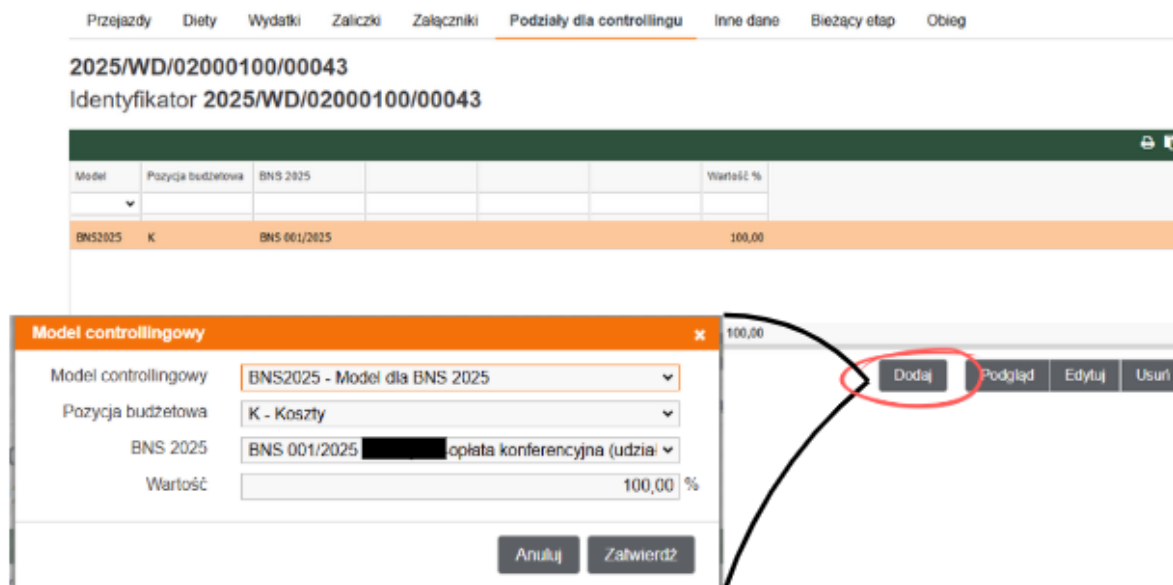 Przejazdy Diety Wydatki Zaliczki Załączniki Podziały dla controllingu Inne dane Bieżący etap Obieg
2025/WD/02000100/00043
Identyfikator 2025/WD/02000100/00043
Model Pozycja budżetowa BNS 2025 Wartość %
BNS2025 K BNS 001/2025 100,00
100,00
Dodaj Podgląd Edytuj Usuń
Model controllingowy
Model controllingowy BNS2025 - Model dla BNS 2025
Pozycja budżetowa K - Koszty
BNS 2025 BNS 001/2025 opłata konferencyjna (udział
Wartość 100,00 %
Anuluj Zatwierdź